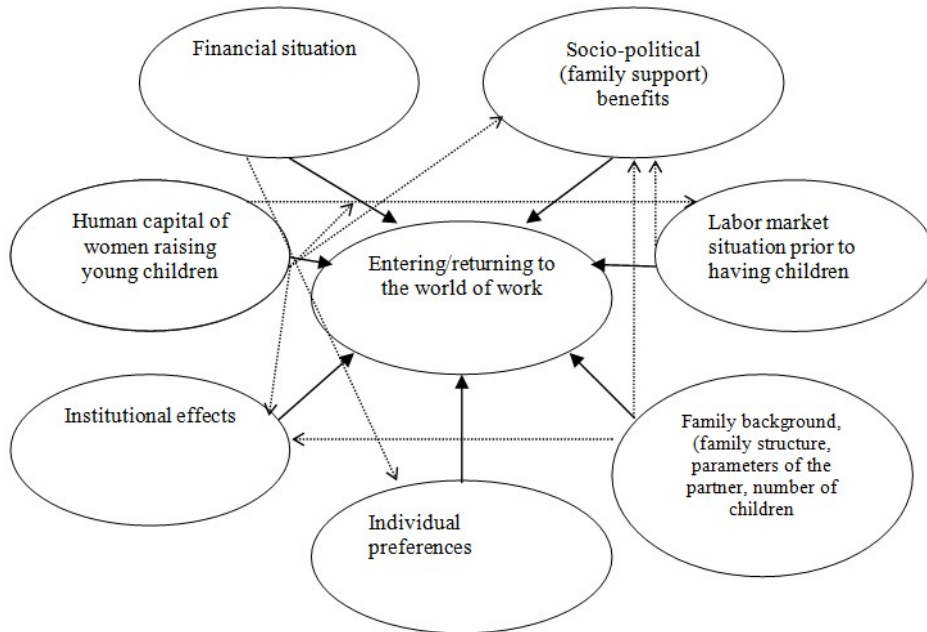 Financial situation
Socio-political
(family support)
benefits
Human capital of
women raising
young children
Entering/returning to
the world of work
Labor market
situation prior to
having children
Institutional effects
Individual
preferences
Family background,
(family structure,
parameters of the
partner, number of
children